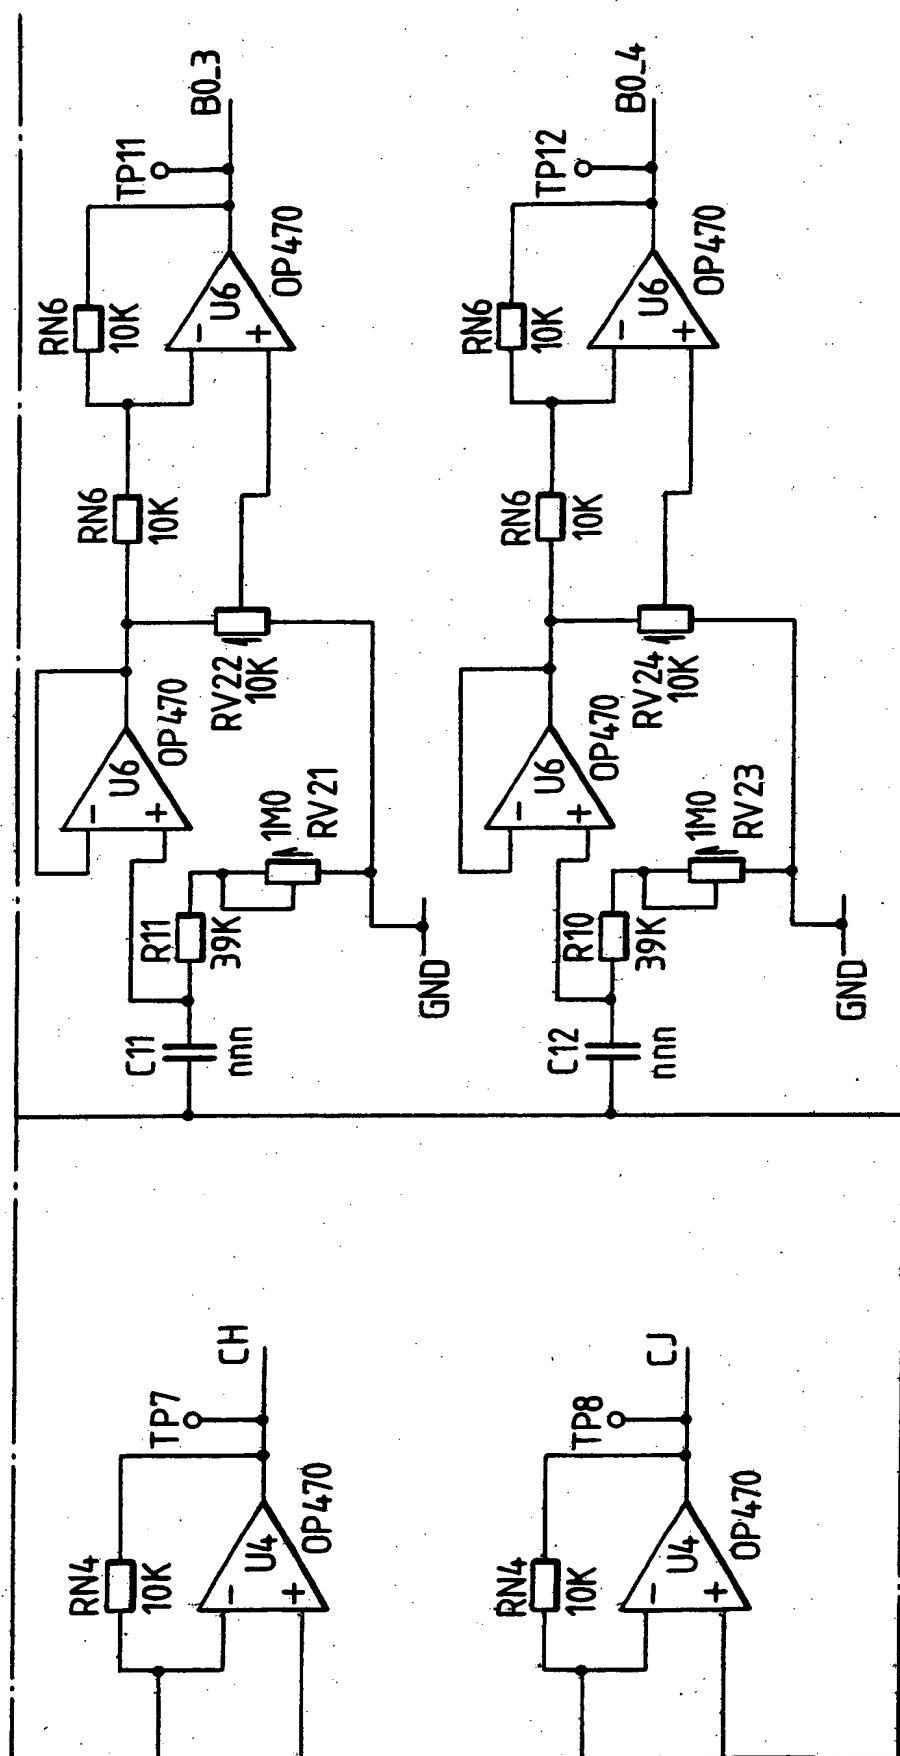 B0_3
TP11
RN6
10K
U6
OP470
RN6
10K
RV22
10K
U6
OP470
1M0
RV21
R11
39K
GND
C11
nnn
B0_4
TP12
RN6
10K
U6
OP470
RN6
10K
RV24
10K
U6
OP470
1M0
RV23
R10
39K
GND
C12
nnn
CH
TP7
RN4
10K
U4
OP470
CJ
TP8
RN4
10K
U4
OP470